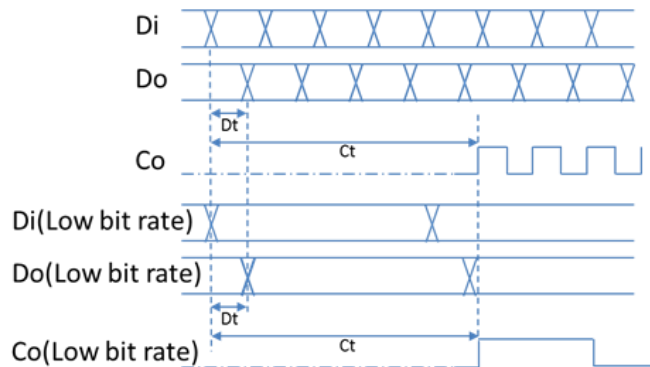 Di
Do
Dt
Ct
Co
Di(Low bit rate)
Do(Low bit rate)
Dt
Ct
Co(Low bit rate)